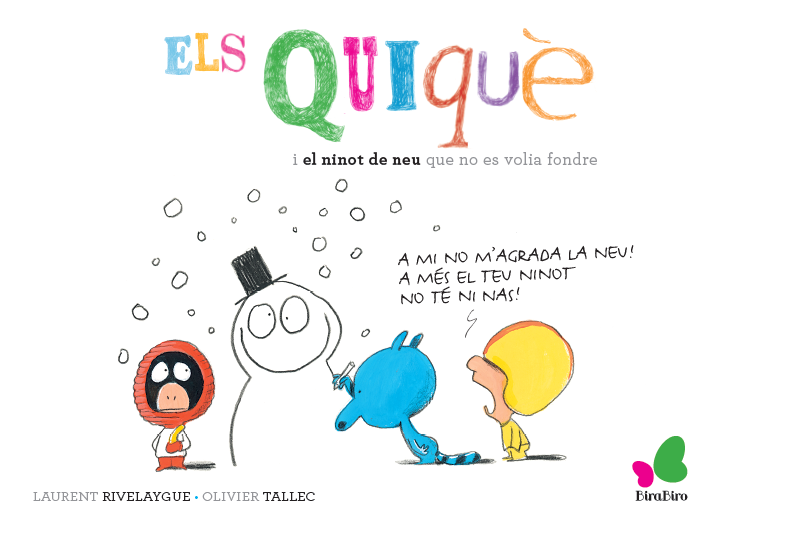 ELS QUIQUÈ
i el ninot de neu que no es volia fondre
A MI NO M'AGRADA LA NEU!
A MÉS EL TEU NINOT
NO TÉ NI NAS!
LAURENT RIVELAYGUE • OLIVIER TALLEC
BiraBiro